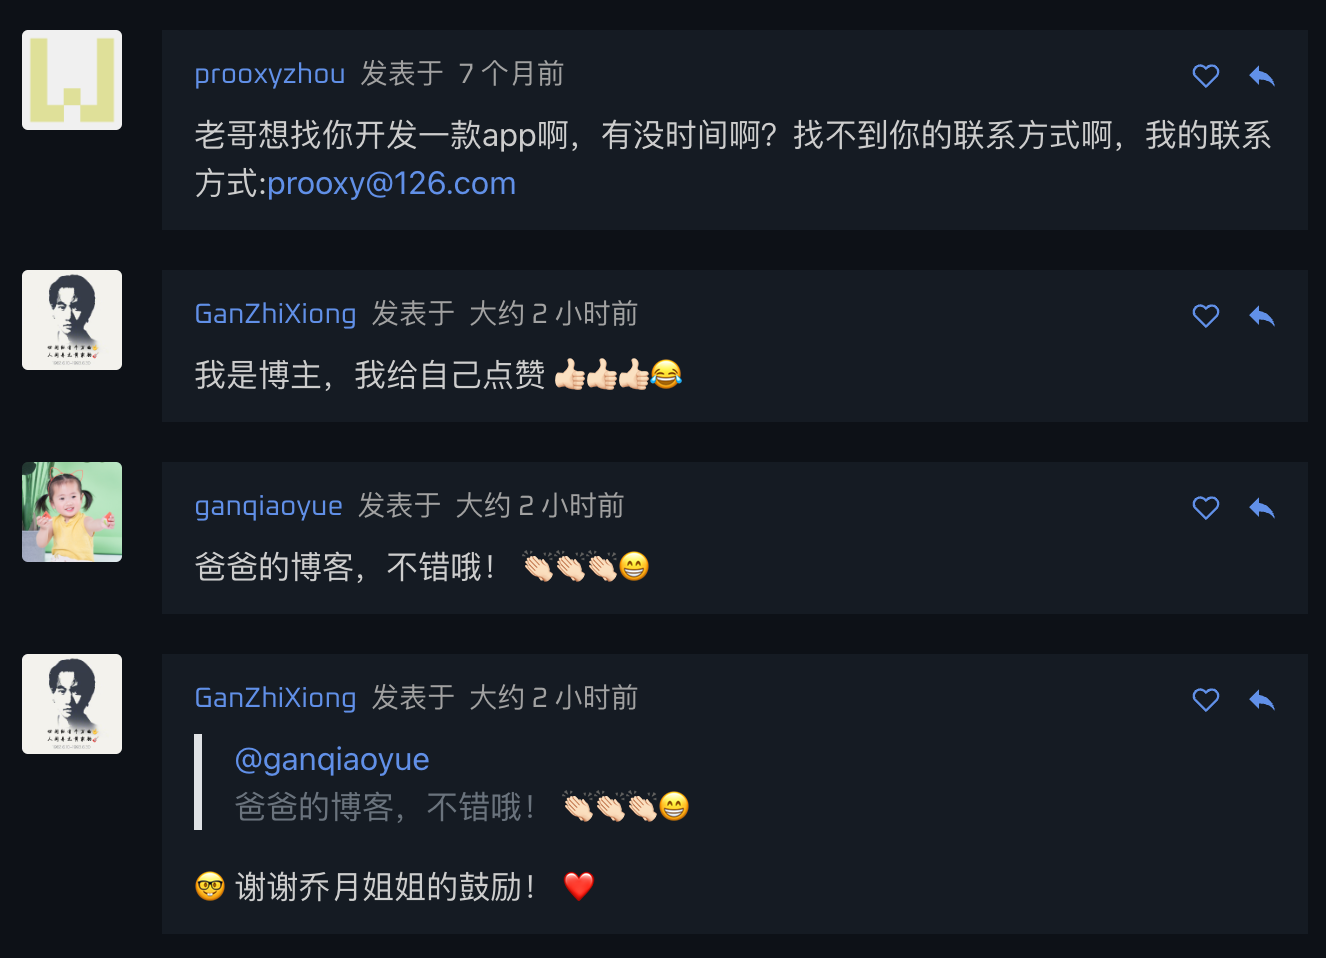 prooxyzhou 发表于 7 个月前
老哥想找你开发一款app啊，有没时间啊？找不到你的联系方式啊，我的联系
方式:prooxy@126.com
GanZhiXiong 发表于 大约 2 小时前
我是博主，我给自己点赞 👍🏻👍🏻👍🏻😂
ganqiaoyue 发表于 大约 2 小时前
爸爸的博客，不错哦！ 👏🏻👏🏻👏🏻😁
GanZhiXiong 发表于 大约 2 小时前
@ganqiaoyue
爸爸的博客，不错哦！ 👏🏻👏🏻👏🏻😁
🤓 谢谢乔月姐姐的鼓励！ ❤️